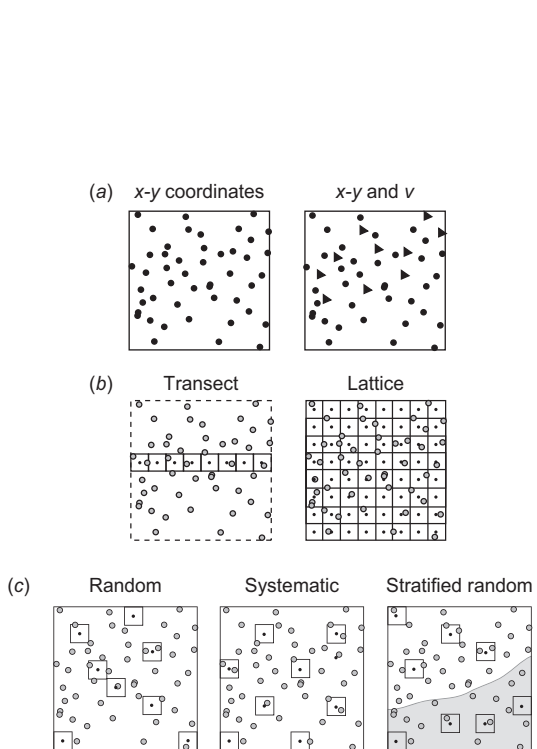 (a) x-y coordinates x-y and v
(b) Transect Lattice
(c) Random Systematic Stratified random